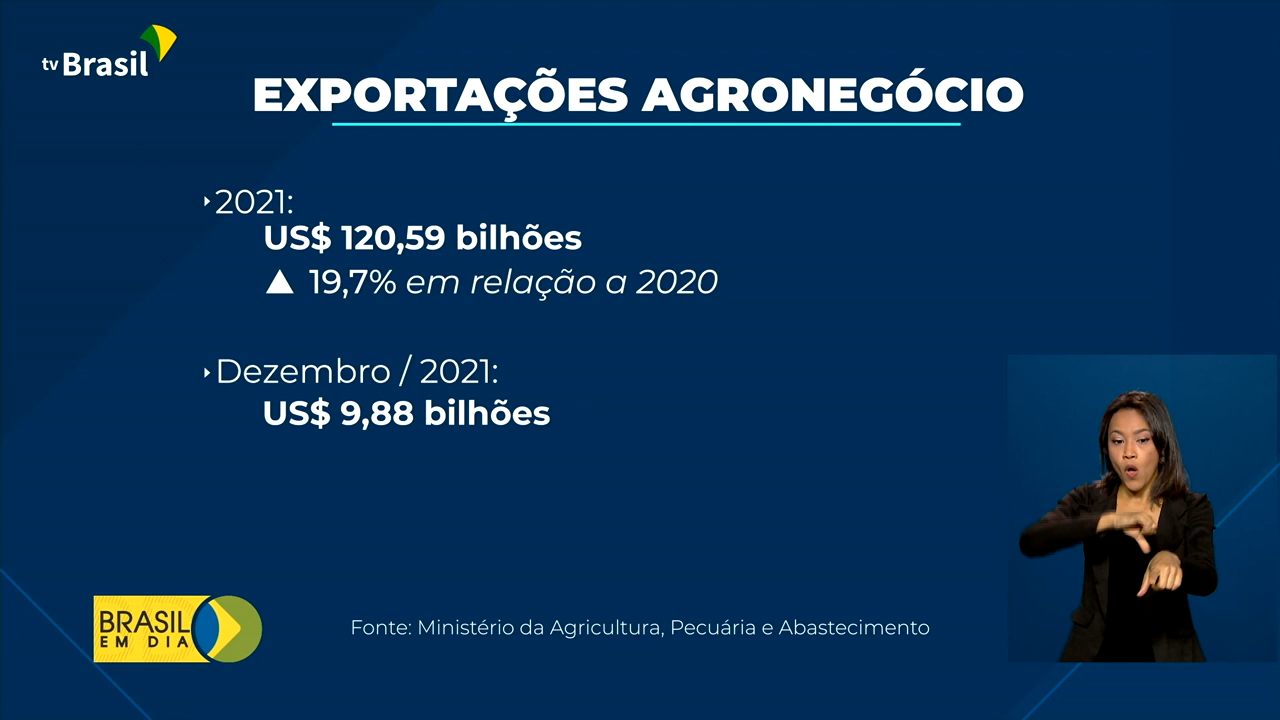 tv Brasil
EXPORTAÇÕES AGRONEGÓCIO
2021:
US$ 120,59 bilhões
▲ 19,7% em relação a 2020
Dezembro / 2021:
US$ 9,88 bilhões
BRASIL
EM DIA
Fonte: Ministério da Agricultura, Pecuária e Abastecimento